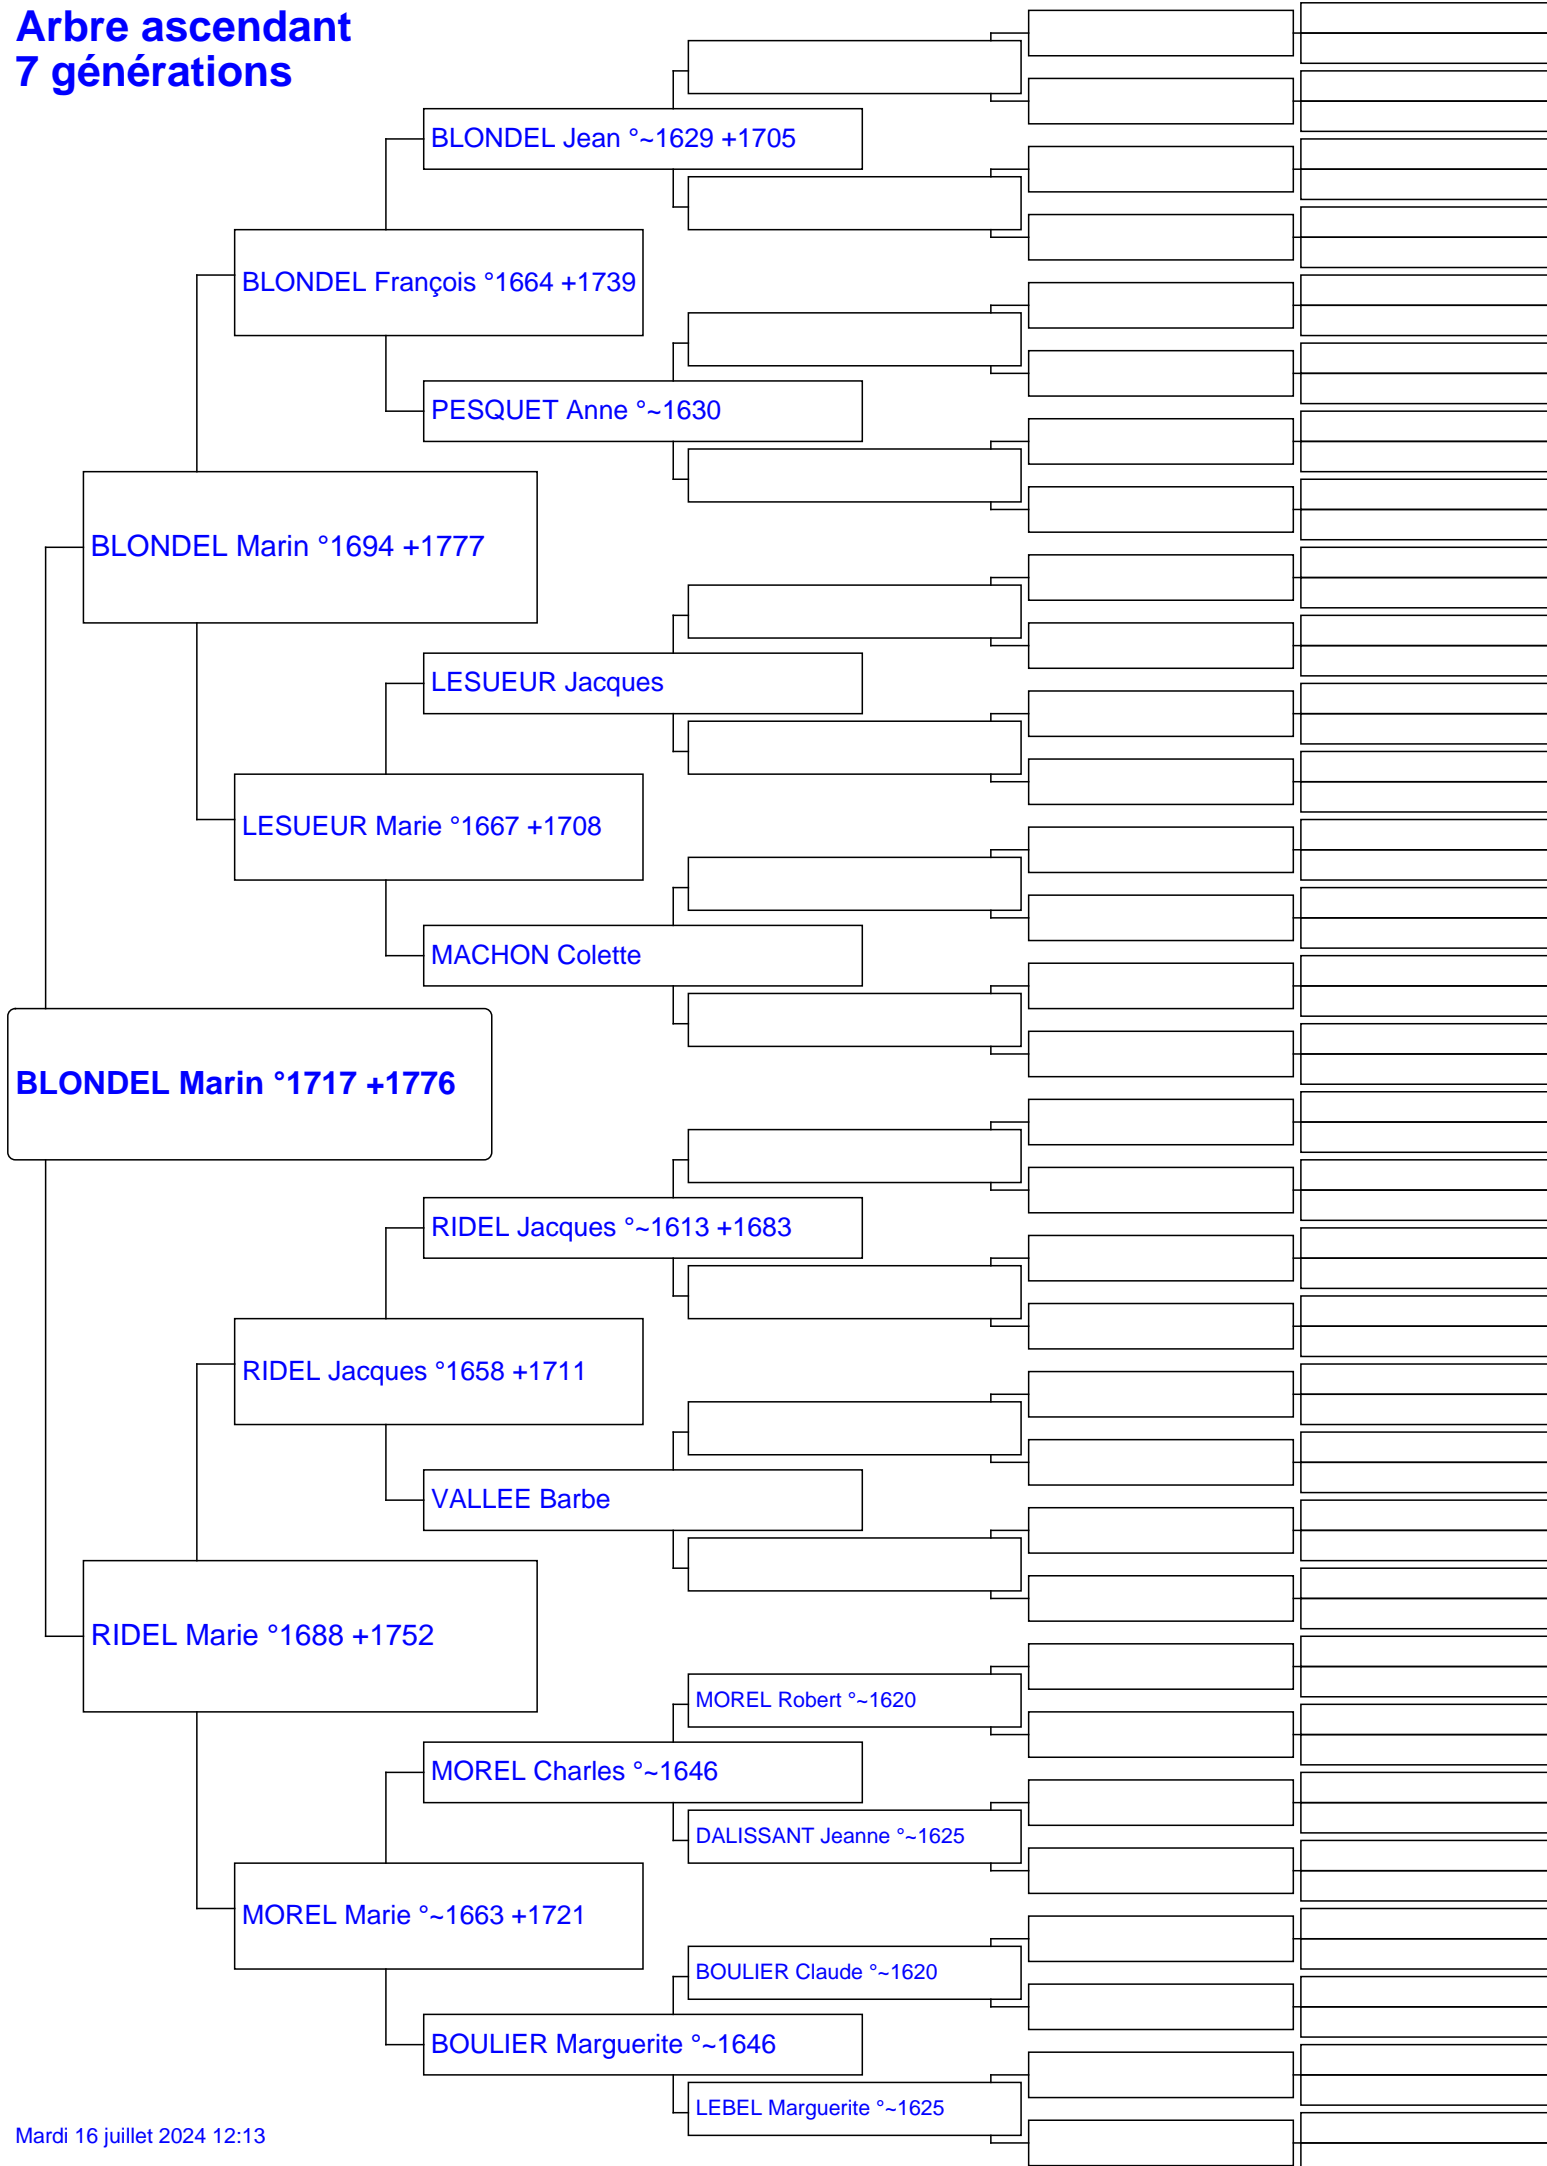 Arbre ascendant
7 générations
BLONDEL Jean °~1629 +1705
BLONDEL François °1664 +1739
PESQUET Anne °~1630
BLONDEL Marin °1694 +1777
LESUEUR Jacques
LESUEUR Marie °1667 +1708
MACHON Colette
BLONDEL Marin °1717 +1776
RIDEL Jacques °~1613 +1683
RIDEL Jacques °1658 +1711
VALLEE Barbe
RIDEL Marie °1688 +1752
MOREL Robert °~1620
MOREL Charles °~1646
DALISSANT Jeanne °~1625
MOREL Marie °~1663 +1721
BOULIER Claude °~1620
BOULIER Marguerite °~1646
LEBEL Marguerite °~1625
Mardi 16 juillet 2024 12:13